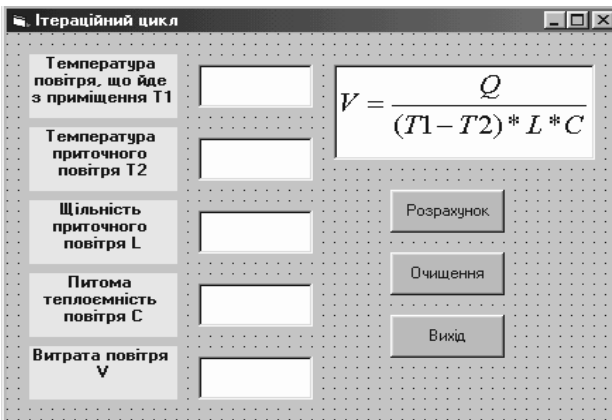 Ітераційний цикл
Температура
повітря, що йде
з приміщення Т1
Температура
приточного
повітря Т2
Щільність
приточного
повітря L
Питома
теплоємність
повітря С
Витрата повітря
V
V = Q / (T1 − T2) * L * C
Розрахунок
Очищення
Вихід